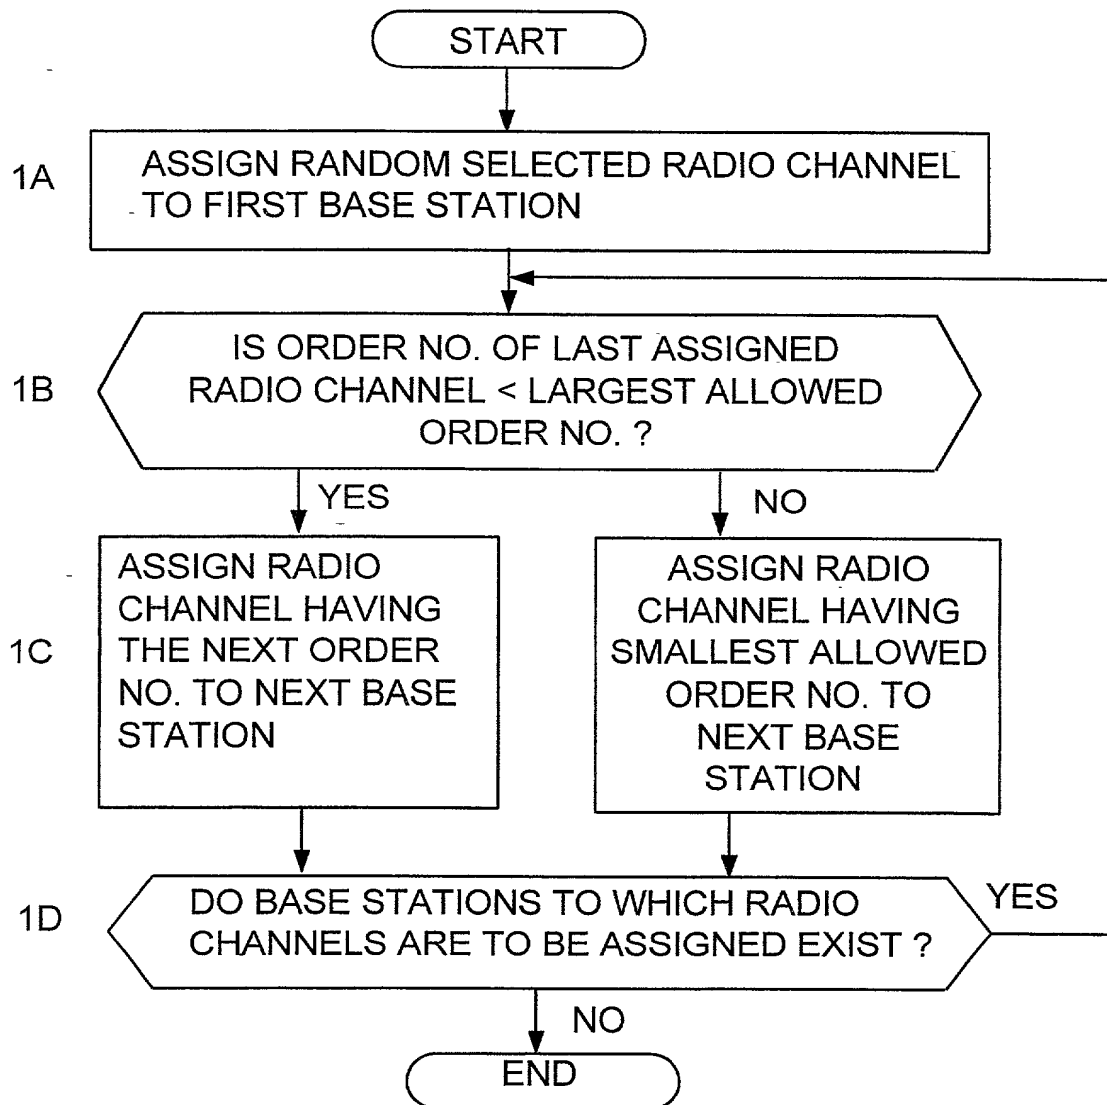 START
1A
ASSIGN RANDOM SELECTED RADIO CHANNEL
TO FIRST BASE STATION
1B
IS ORDER NO. OF LAST ASSIGNED
RADIO CHANNEL < LARGEST ALLOWED
ORDER NO. ?
YES
NO
1C
ASSIGN RADIO
CHANNEL HAVING
THE NEXT ORDER
NO. TO NEXT BASE
STATION
ASSIGN RADIO
CHANNEL HAVING
SMALLEST ALLOWED
ORDER NO. TO
NEXT BASE
STATION
1D
DO BASE STATIONS TO WHICH RADIO
CHANNELS ARE TO BE ASSIGNED EXIST ?
YES
NO
END